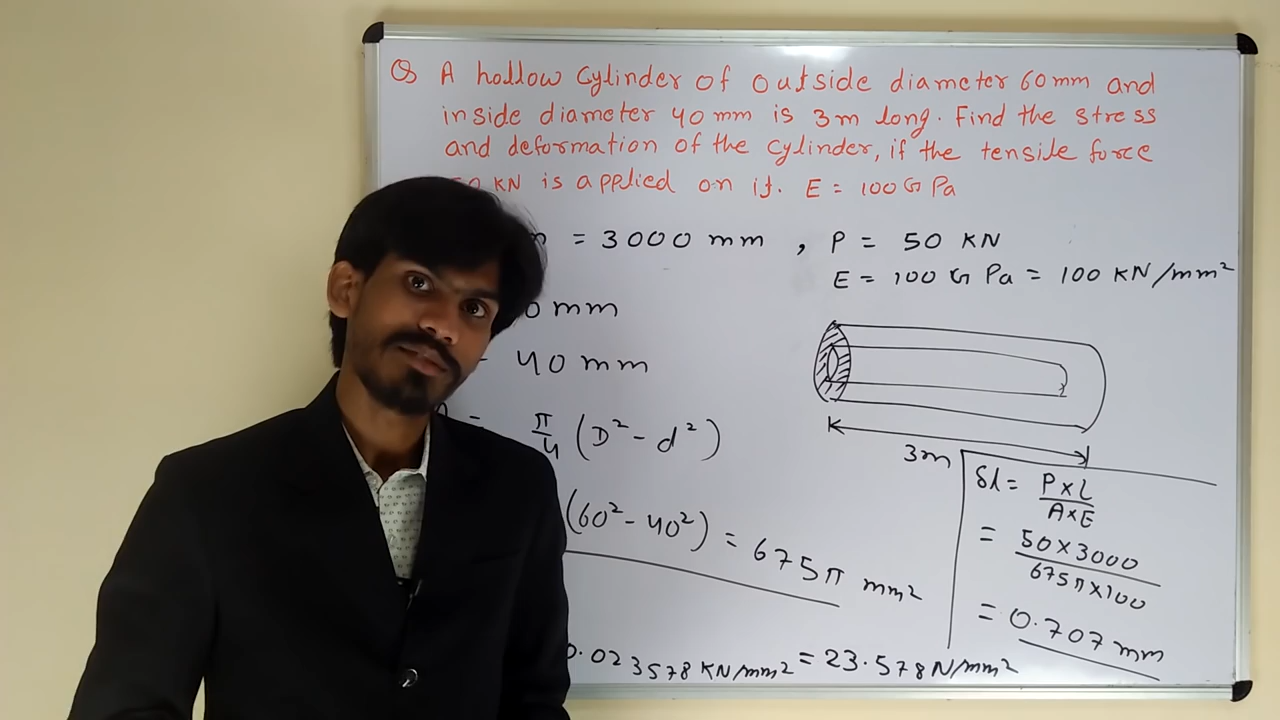 Q A hollow Cylinder of outside diameter 60mm and
inside diameter 40mm is 3m long. Find the stress
and deformation of the cylinder, if the tensile force
KN is applied on it. E = 100 G Pa
= 3000 mm , P = 50 KN
E = 100 G Pa = 100 KN/mm²
mm
40 mm
= π/4 (D² - d²)
(60² - 40²) = 675π mm²
0.023578 KN/mm² = 23.578 N/mm²
3m
δl = P×L/A×E
= 50×3000/675π×100
= 0.707 mm